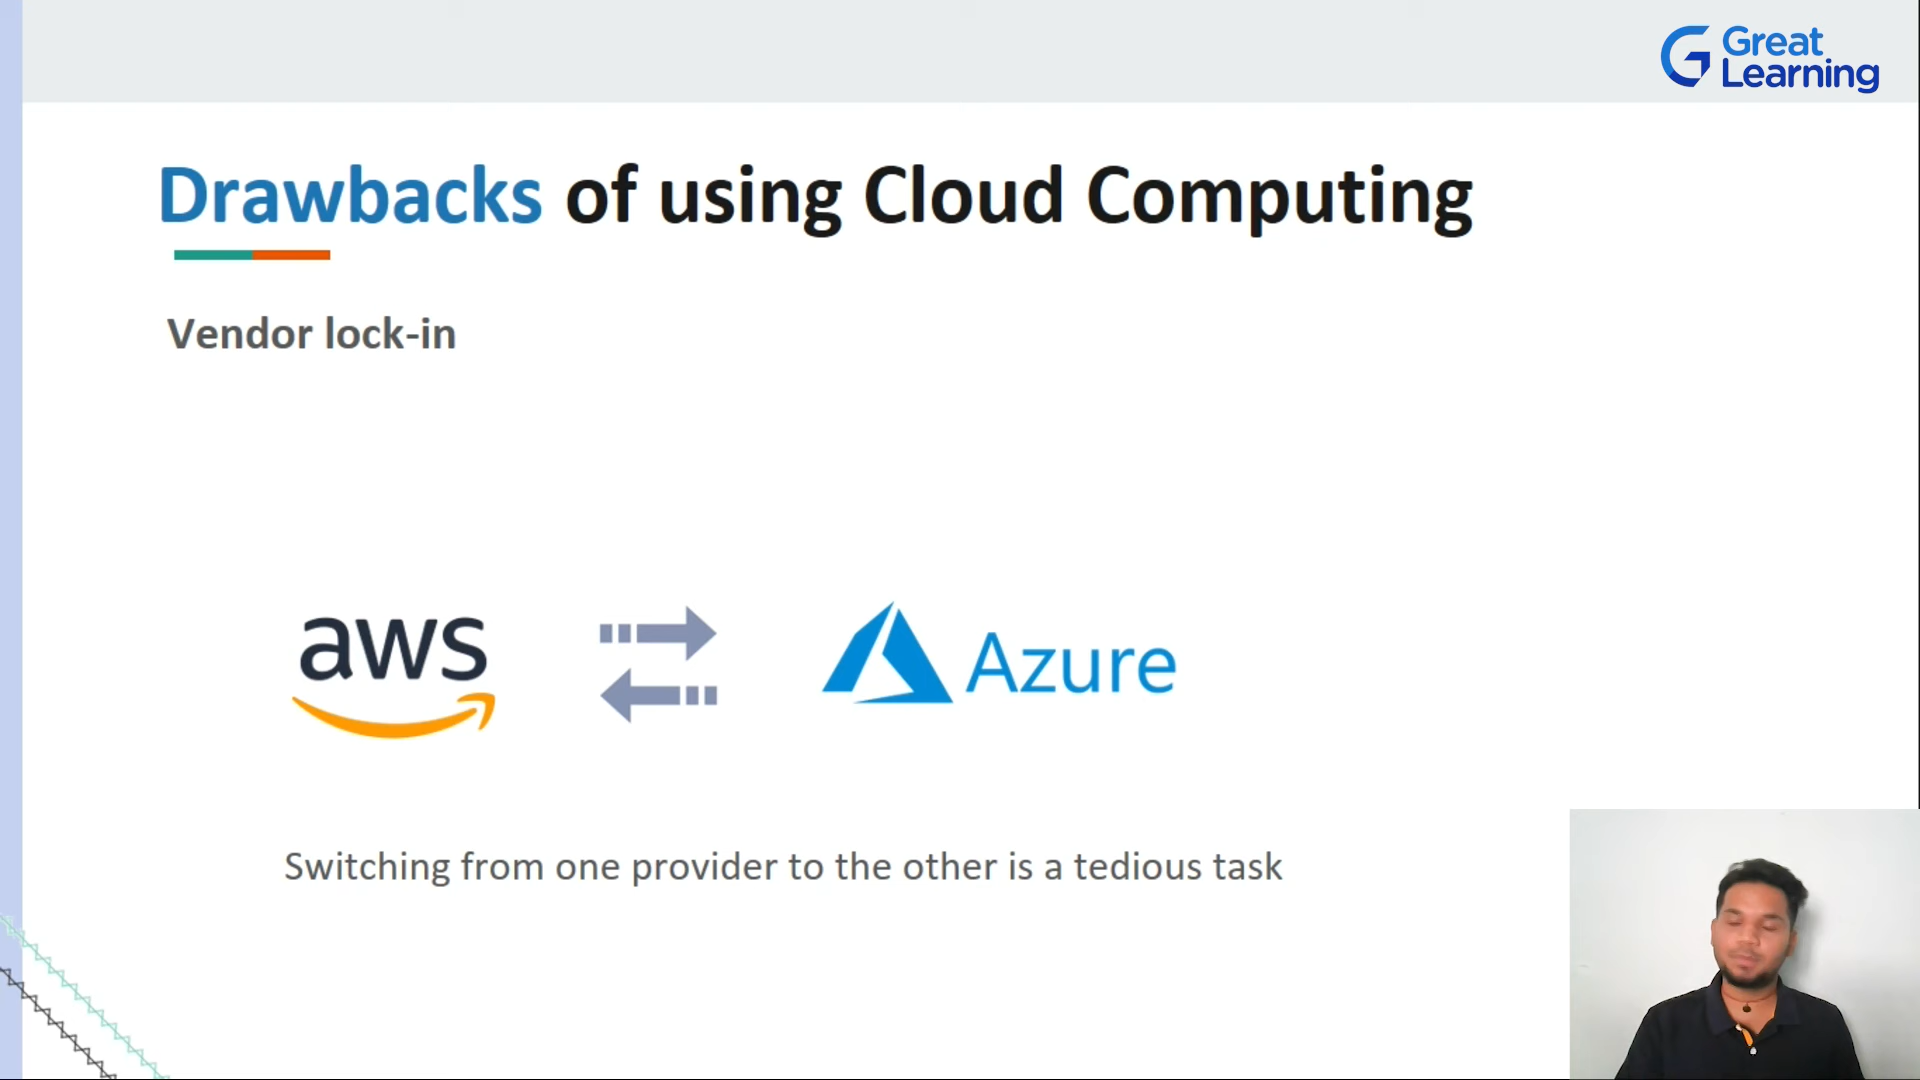 Great
Learning
Drawbacks of using Cloud Computing
Vendor lock-in
aws
Azure
Switching from one provider to the other is a tedious task